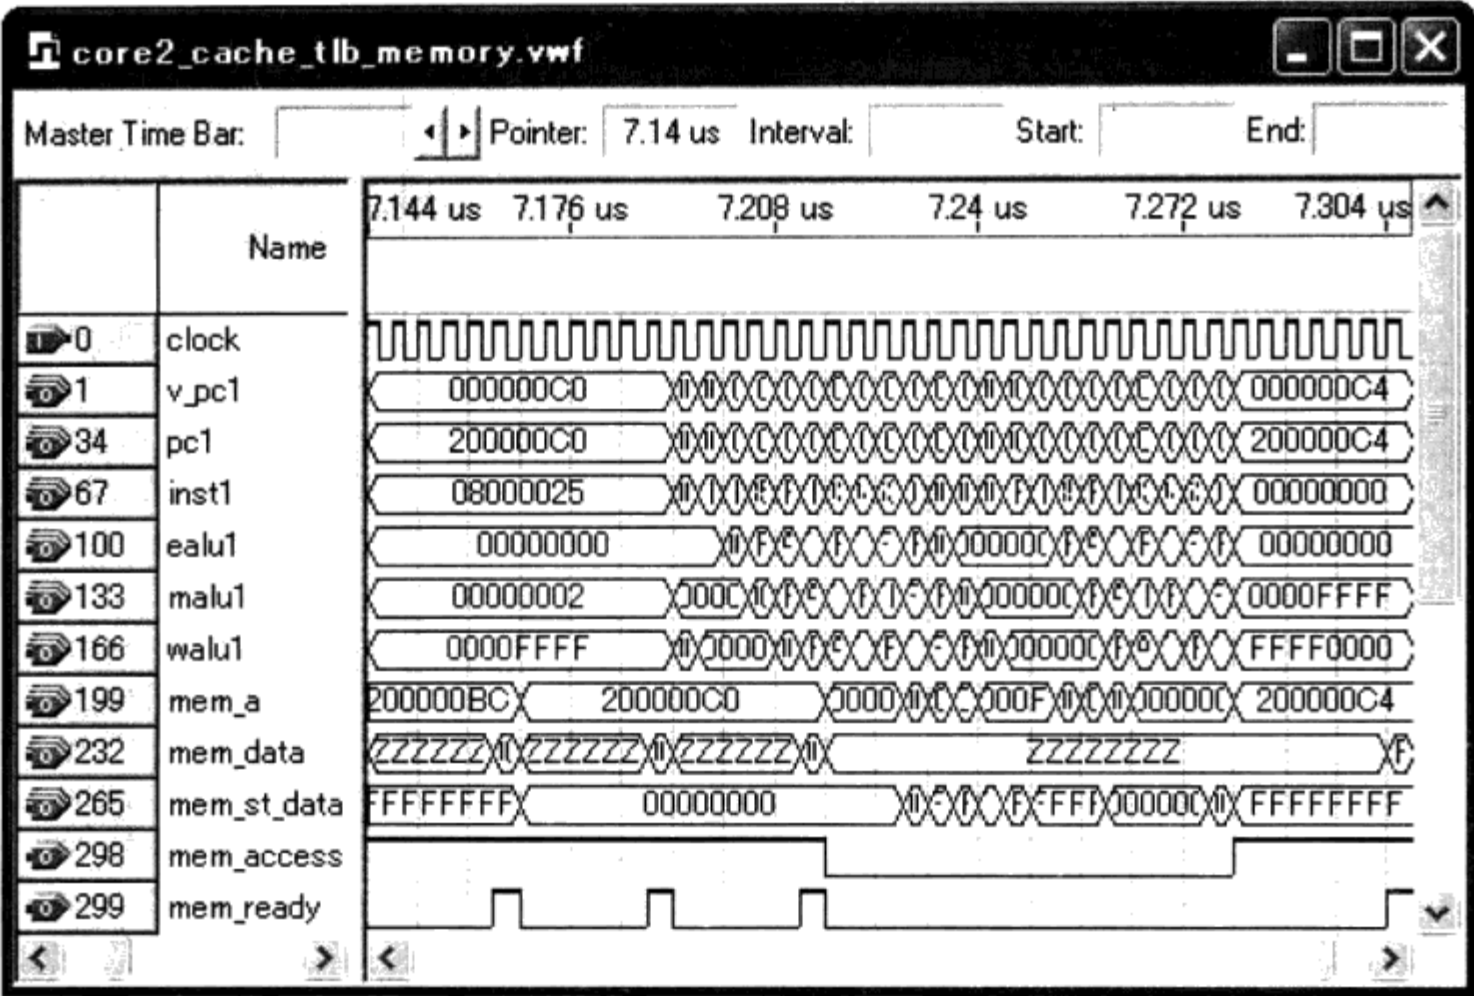 core2_cache_tlb_memory.vwf
Master Time Bar: Pointer: 7.14 us Interval: Start: End:
Name 7.144 us 7.176 us 7.208 us 7.24 us 7.272 us 7.304 us
0 clock
1 v_pc1 000000C0 000000C4
34 pc1 200000C0 200000C4
67 inst1 08000025 00000000
100 ealu1 00000000 00000000
133 malu1 00000002 0000FFFF
166 walu1 0000FFFF FFFF0000
199 mem_a 200000BC 200000C0 200000C4
232 mem_data ZZZZZZ ZZZZZZ ZZZZZZ ZZZZZZZZ
265 mem_st_data FFFFFFFF 00000000 FFFFFFFF
298 mem_access
299 mem_ready